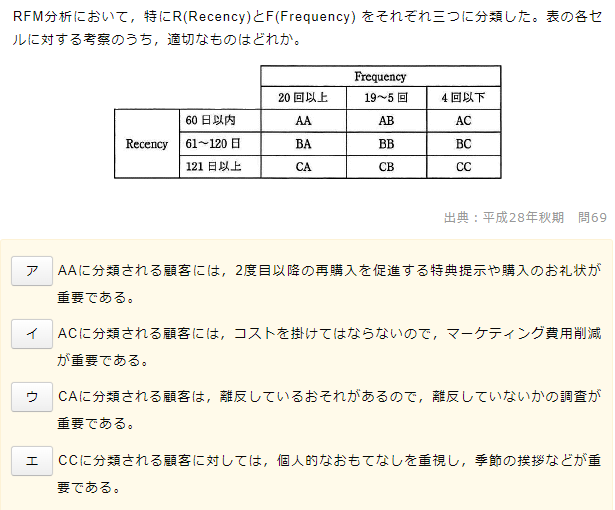 RFM分析において，特にR(Recency)とF(Frequency) をそれぞれ三つに分類した。表の各セ
ルに対する考察のうち，適切なものはどれか。
Frequency
20 回以上 19～5 回 4 回以下
60 日以内 AA AB AC
Recency 61～120 日 BA BB BC
121 日以上 CA CB CC
出典：平成28年秋期　問69
ア AAに分類される顧客には，2度目以降の再購入を促進する特典提示や購入のお礼状が
重要である。
イ ACに分類される顧客には，コストを掛けてはならないので，マーケティング費用削減
が重要である。
ウ CAに分類される顧客は，離反しているおそれがあるので，離反していないかの調査が
重要である。
エ CCに分類される顧客に対しては，個人的なおもてなしを重視し，季節の挨拶などが重
要である。